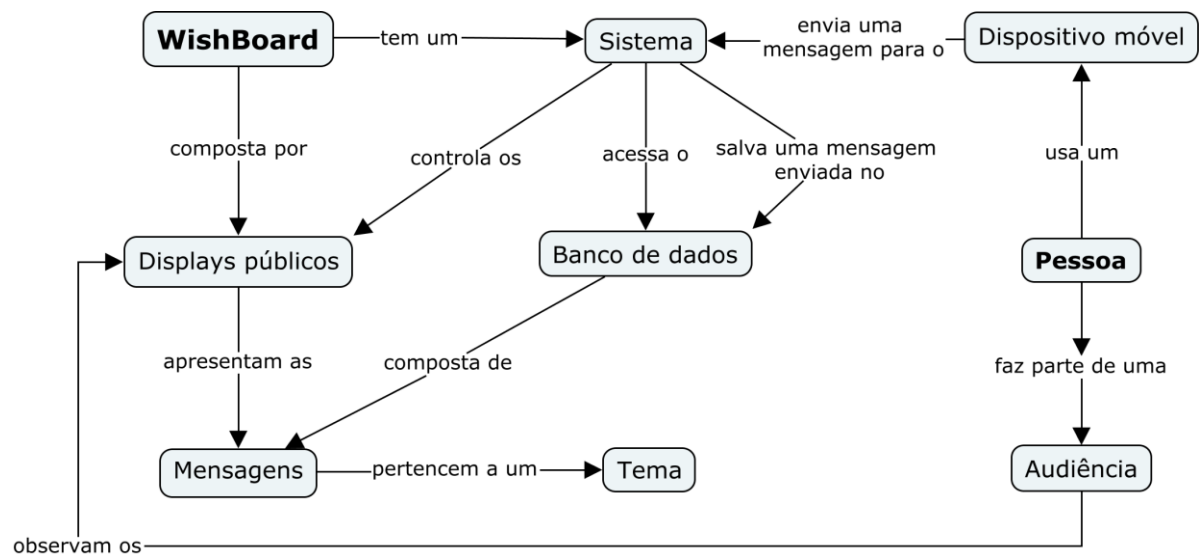 WishBoard
tem um
Sistema
envia uma
mensagem para o
Dispositivo móvel
composta por
controla os
acessa o
salva uma mensagem
enviada no
usa um
Displays públicos
Banco de dados
Pessoa
apresentam as
composta de
faz parte de uma
Mensagens
pertencem a um
Tema
Audiência
observam os